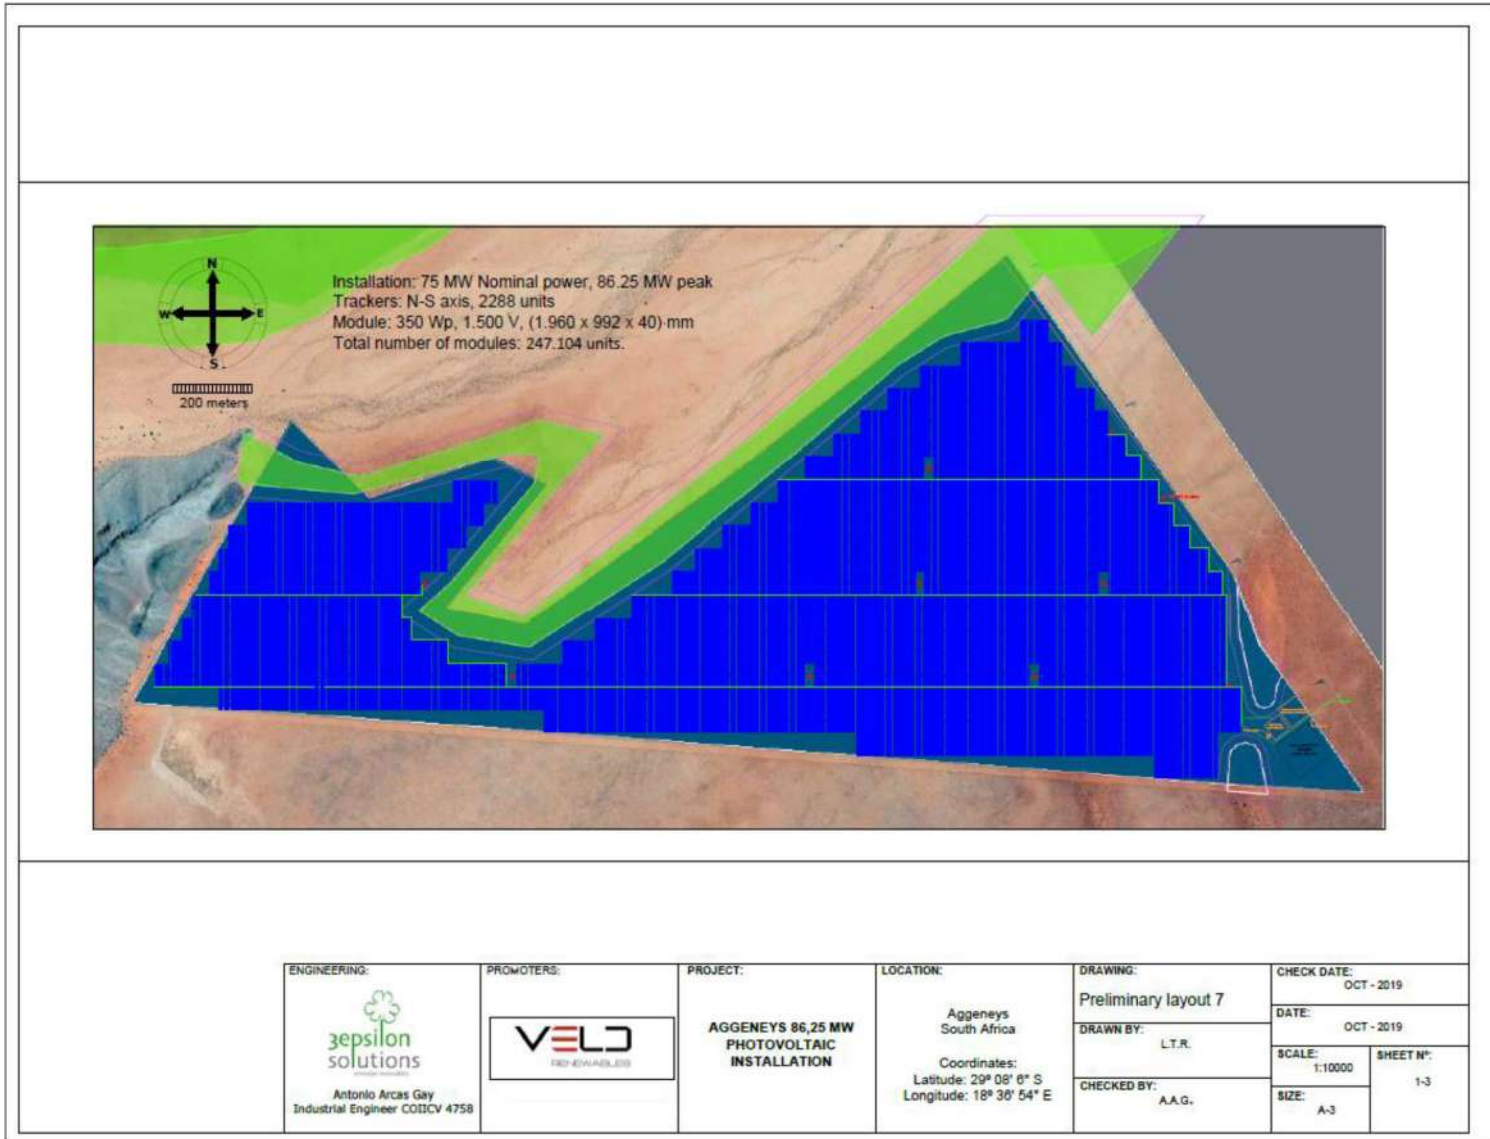 N
W
E
S
200 meters
Installation: 75 MW Nominal power, 86.25 MW peak
Trackers: N-S axis, 2288 units
Module: 350 Wp, 1.500 V, (1.960 x 992 x 40) mm
Total number of modules: 247.104 units.
ENGINEERING:
3epsilon
solutions
Antonio Arcas Gay
Industrial Engineer COIICV 4758
PROMOTERS:
VELD
RENEWABLES
PROJECT:
AGGENEYS 86,25 MW
PHOTOVOLTAIC
INSTALLATION
LOCATION:
Aggeneys
South Africa
Coordinates:
Latitude: 29º 08' 6" S
Longitude: 18º 36' 54" E
DRAWING:
Preliminary layout 7
DRAWN BY:
L.T.R.
CHECKED BY:
A.A.G.
CHECK DATE:
OCT - 2019
DATE:
OCT - 2019
SCALE:
1:10000
SIZE:
A-3
SHEET Nº:
1-3